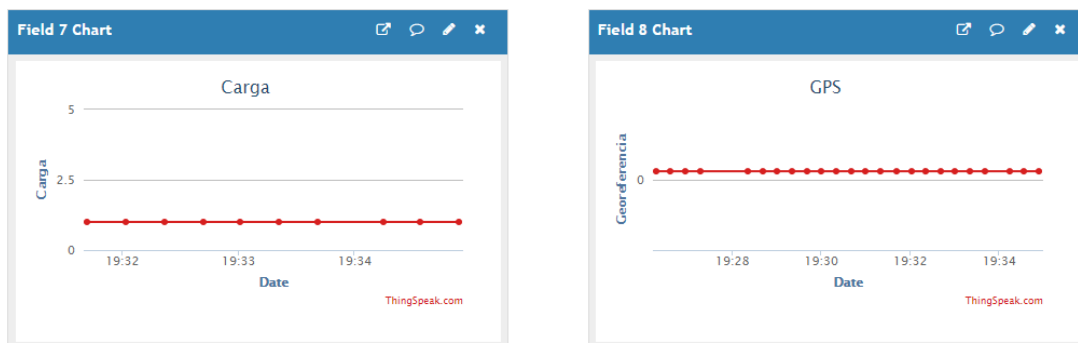 Field 7 Chart
Carga
5
2.5
0
Carga
19:32 19:33 19:34
Date
ThingSpeak.com
Field 8 Chart
GPS
0
Georeferencia
19:28 19:30 19:32 19:34
Date
ThingSpeak.com